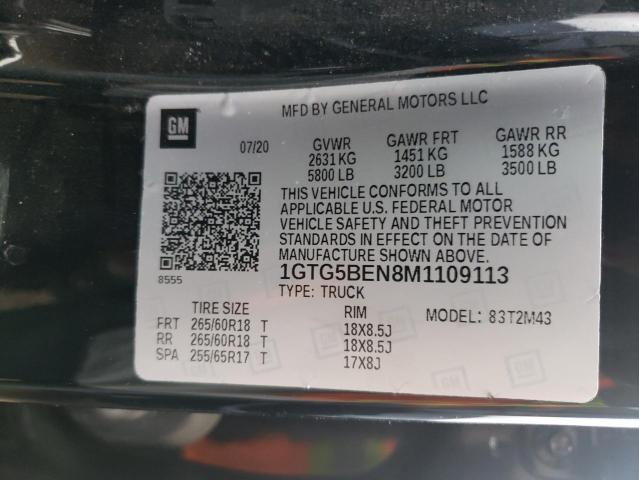 MFD BY GENERAL MOTORS LLC
GM
07/20 GVWR GAWR FRT GAWR RR
2631 KG 1451 KG 1588 KG
5800 LB 3200 LB 3500 LB
THIS VEHICLE CONFORMS TO ALL
APPLICABLE U.S. FEDERAL MOTOR
VEHICLE SAFETY AND THEFT PREVENTION
STANDARDS IN EFFECT ON THE DATE OF
MANUFACTURE SHOWN ABOVE.
8555 1GTG5BEN8M1109113
TYPE: TRUCK
TIRE SIZE RIM MODEL: 83T2M43
FRT 265/60R18 T 18X8.5J
RR 265/60R18 T 18X8.5J
SPA 255/65R17 T 17X8J